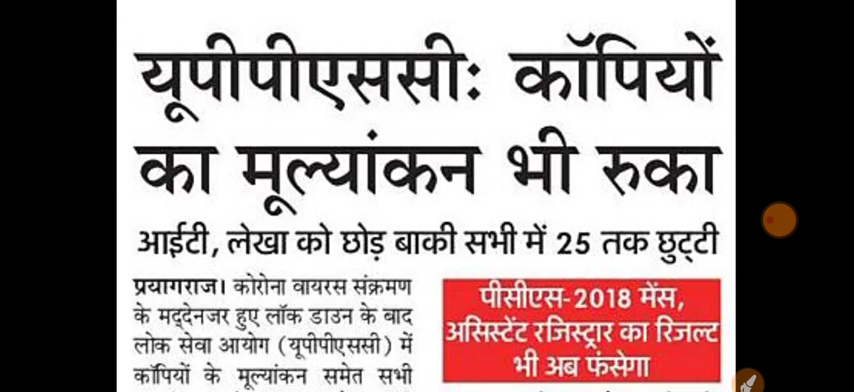 यूपीपीएससीः कॉपियों
का मूल्यांकन भी रुका
आईटी, लेखा को छोड़ बाकी सभी में 25 तक छुट्टी
प्रयागराज। कोरोना वायरस संक्रमण
के मद्देनजर हुए लॉक डाउन के बाद
लोक सेवा आयोग (यूपीपीएससी) में
कॉपियों के मूल्यांकन समेत सभी
पीसीएस-2018 मेंस,
असिस्टेंट रजिस्ट्रार का रिजल्ट
भी अब फंसेगा